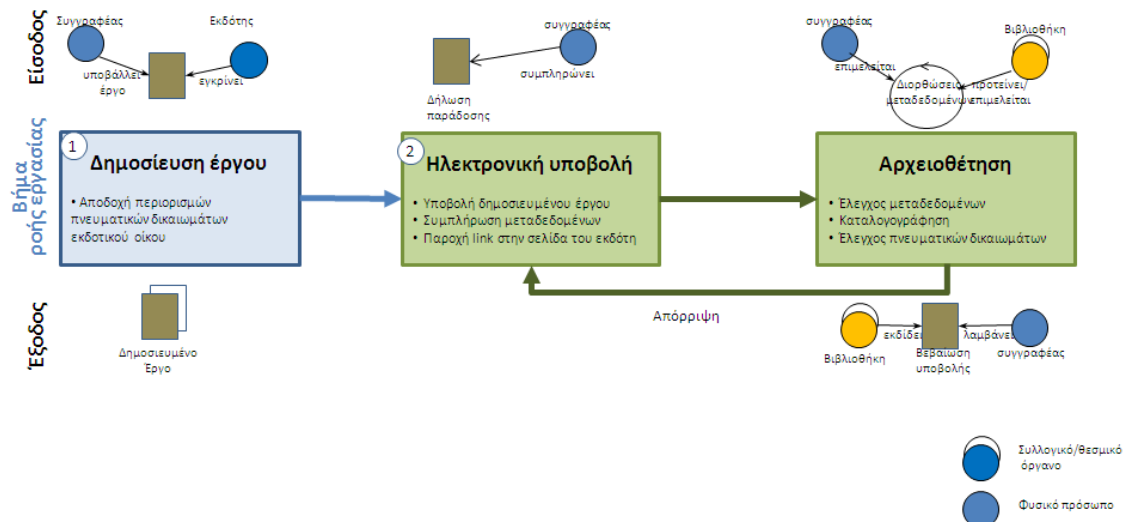 Είσοδος
Συγγραφέας
Εκδότης
υποβάλλει
έργο
εγκρίνει
συγγραφέας
συμπληρώνει
Δήλωση
παράδοσης
συγγραφέας
επιμελείται
Βιβλιοθήκη
Διορθώσεις
μεταδεδομένων
προτείνει/
επιμελείται
Βήμα
ροής εργασίας
1
Δημοσίευση έργου
• Αποδοχή περιορισμών
πνευματικών δικαιωμάτων
εκδοτικού οίκου
2
Ηλεκτρονική υποβολή
• Υποβολή δημοσιευμένου έργου
• Συμπλήρωση μεταδεδομένων
• Παροχή link στην σελίδα του εκδότη
Αρχειοθέτηση
• Έλεγχος μεταδεδομένων
• Καταλογογράφηση
• Έλεγχος πνευματικών δικαιωμάτων
Έξοδος
Δημοσιευμένο
Έργο
Απόρριψη
εκδίδει
λαμβάνει
Βιβλιοθήκη
Βεβαίωση
υποβολής
συγγραφέας
Συλλογικό/θεσμικό
όργανο
Φυσικό πρόσωπο